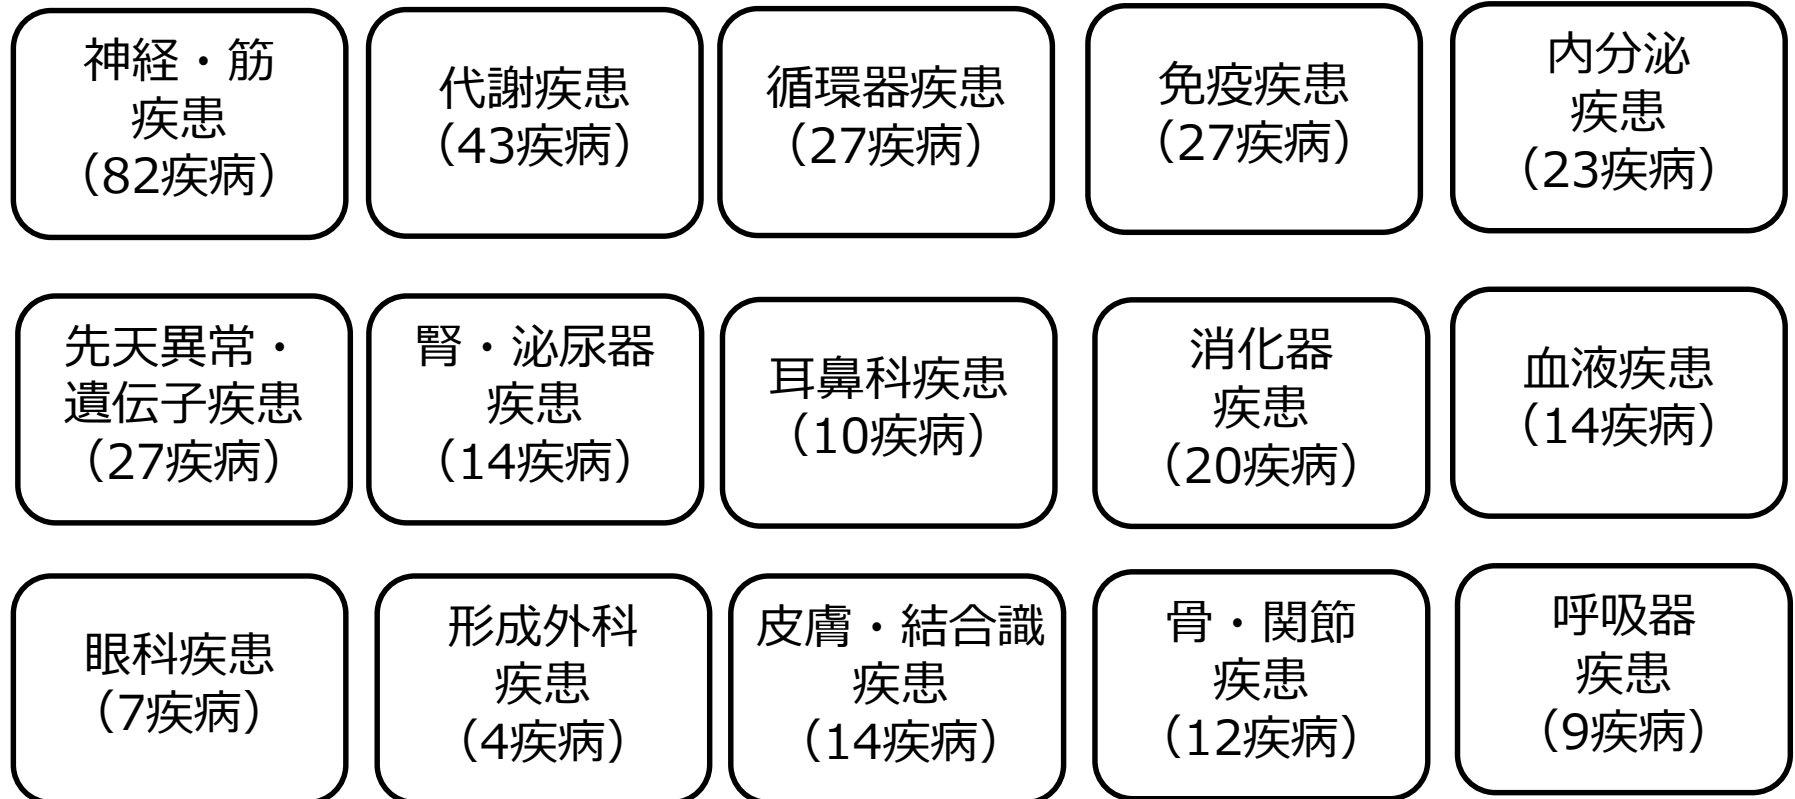 神経・筋
疾患
（82疾病）
代謝疾患
（43疾病）
循環器疾患
（27疾病）
免疫疾患
（27疾病）
内分泌
疾患
（23疾病）
先天異常・
遺伝子疾患
（27疾病）
腎・泌尿器
疾患
（14疾病）
耳鼻科疾患
（10疾病）
消化器
疾患
（20疾病）
血液疾患
（14疾病）
眼科疾患
（7疾病）
形成外科
疾患
（4疾病）
皮膚・結合識
疾患
（14疾病）
骨・関節
疾患
（12疾病）
呼吸器
疾患
（9疾病）